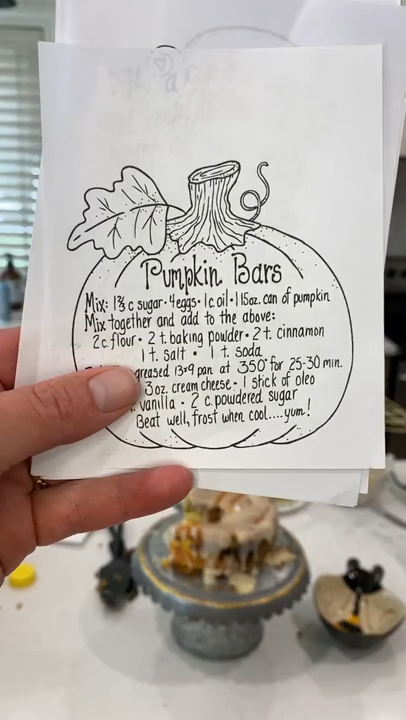 Pumpkin Bars
Mix: 1⅔ c sugar • 4 eggs • 1 c. oil • 1 15oz. can of pumpkin
Mix together and add to the above:
2 c. flour • 2 t. baking powder • 2 t. cinnamon
1 t. salt • 1 t. soda
greased 13x9 pan at 350° for 25-30 min.
3 oz. cream cheese • 1 stick of oleo
vanilla • 2 c. powdered sugar
Beat well, frost when cool....yum!